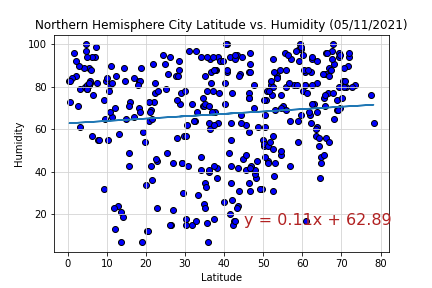 Northern Hemisphere City Latitude vs. Humidity (05/11/2021)
100
80
60
40
20
Humidity
y = 0.11x + 62.89
0 10 20 30 40 50 60 70 80
Latitude